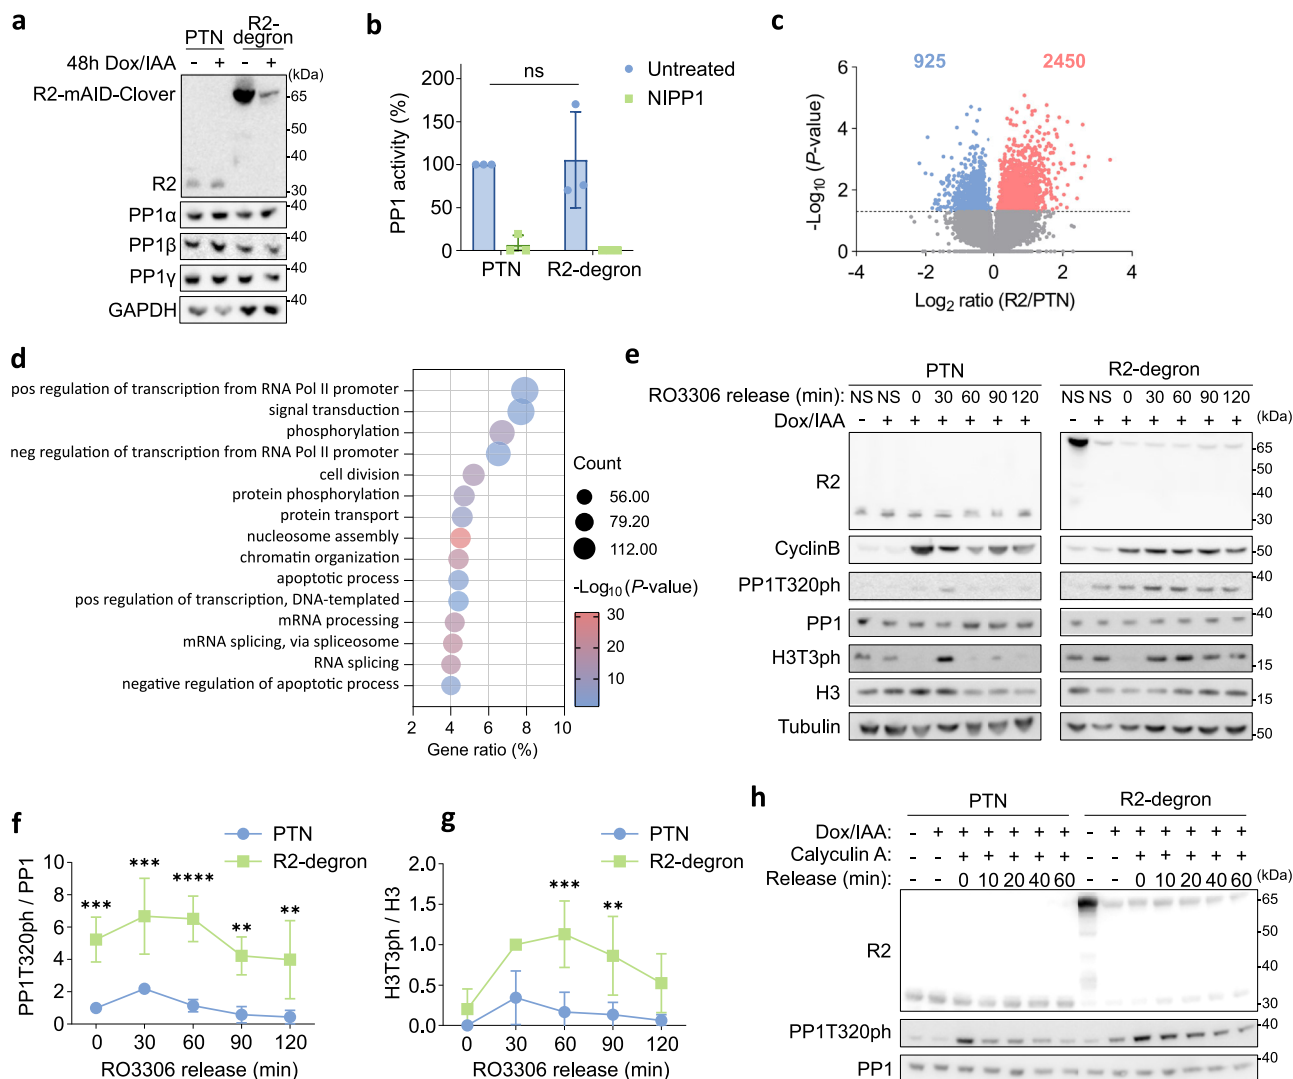 a
PTN R2-degron
48h Dox/IAA - + - + (kDa)
R2-mAID-Clover -65
-50
-40
R2 -30
PP1α -40
PP1β -40
PP1γ -40
GAPDH -40
b
PP1 activity (%)
200
150
100
50
0
ns
Untreated
NIPP1
PTN R2-degron
c
925 2450
-Log10 (P-value)
6
4
2
0
-4 -2 0 2 4
Log2 ratio (R2/PTN)
d
pos regulation of transcription from RNA Pol II promoter
signal transduction
phosphorylation
neg regulation of transcription from RNA Pol II promoter
cell division
protein phosphorylation
protein transport
nucleosome assembly
chromatin organization
apoptotic process
pos regulation of transcription, DNA-templated
mRNA processing
mRNA splicing, via spliceosome
RNA splicing
negative regulation of apoptotic process
2 4 6 8 10
Gene ratio (%)
Count
56.00
79.20
112.00
-Log10 (P-value)
30
20
10
e
PTN R2-degron
RO3306 release (min): NS NS 0 30 60 90 120 NS NS 0 30 60 90 120
Dox/IAA - + + + + + + - + + + + + + (kDa)
R2 -65
-50
-40
-30
CyclinB -50
PP1T320ph -40
PP1 -40
H3T3ph -15
H3 -15
Tubulin -50
f
PTN
R2-degron
PP1T320ph / PP1
10
8
6
4
2
0
*** *** **** ** **
0 30 60 90 120
RO3306 release (min)
g
PTN
R2-degron
H3T3ph / H3
2.0
1.5
1.0
0.5
0.0
*** **
0 30 60 90 120
RO3306 release (min)
h
PTN R2-degron
Dox/IAA: - + + + + + + - + + + + + +
Calyculin A: - - + + + + + - - + + + + +
Release (min): - - 0 10 20 40 60 - - 0 10 20 40 60 (kDa)
R2 -65
-50
-40
-30
PP1T320ph -40
PP1 -40